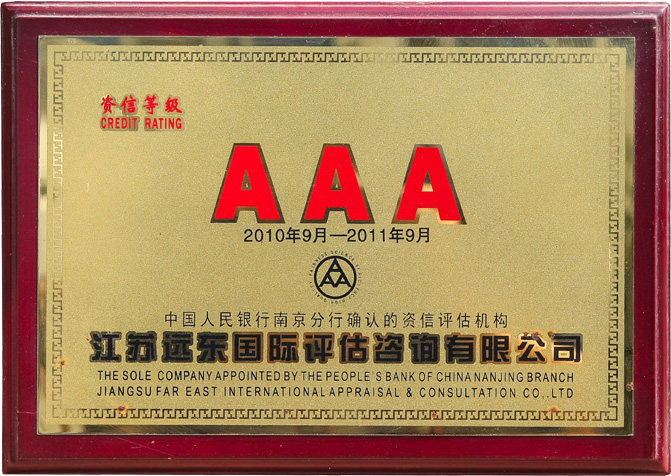 资信等级
CREDIT RATING
AAA
2010年9月—2011年9月
中国人民银行南京分行确认的资信评估机构
江苏远东国际评估咨询有限公司
THE SOLE COMPANY APPOINTED BY THE PEOPLE'S BANK OF CHINA NANJING BRANCH
JIANGSU FAR EAST INTERNATIONAL APPRAISAL & CONSULTATION CO.,LTD